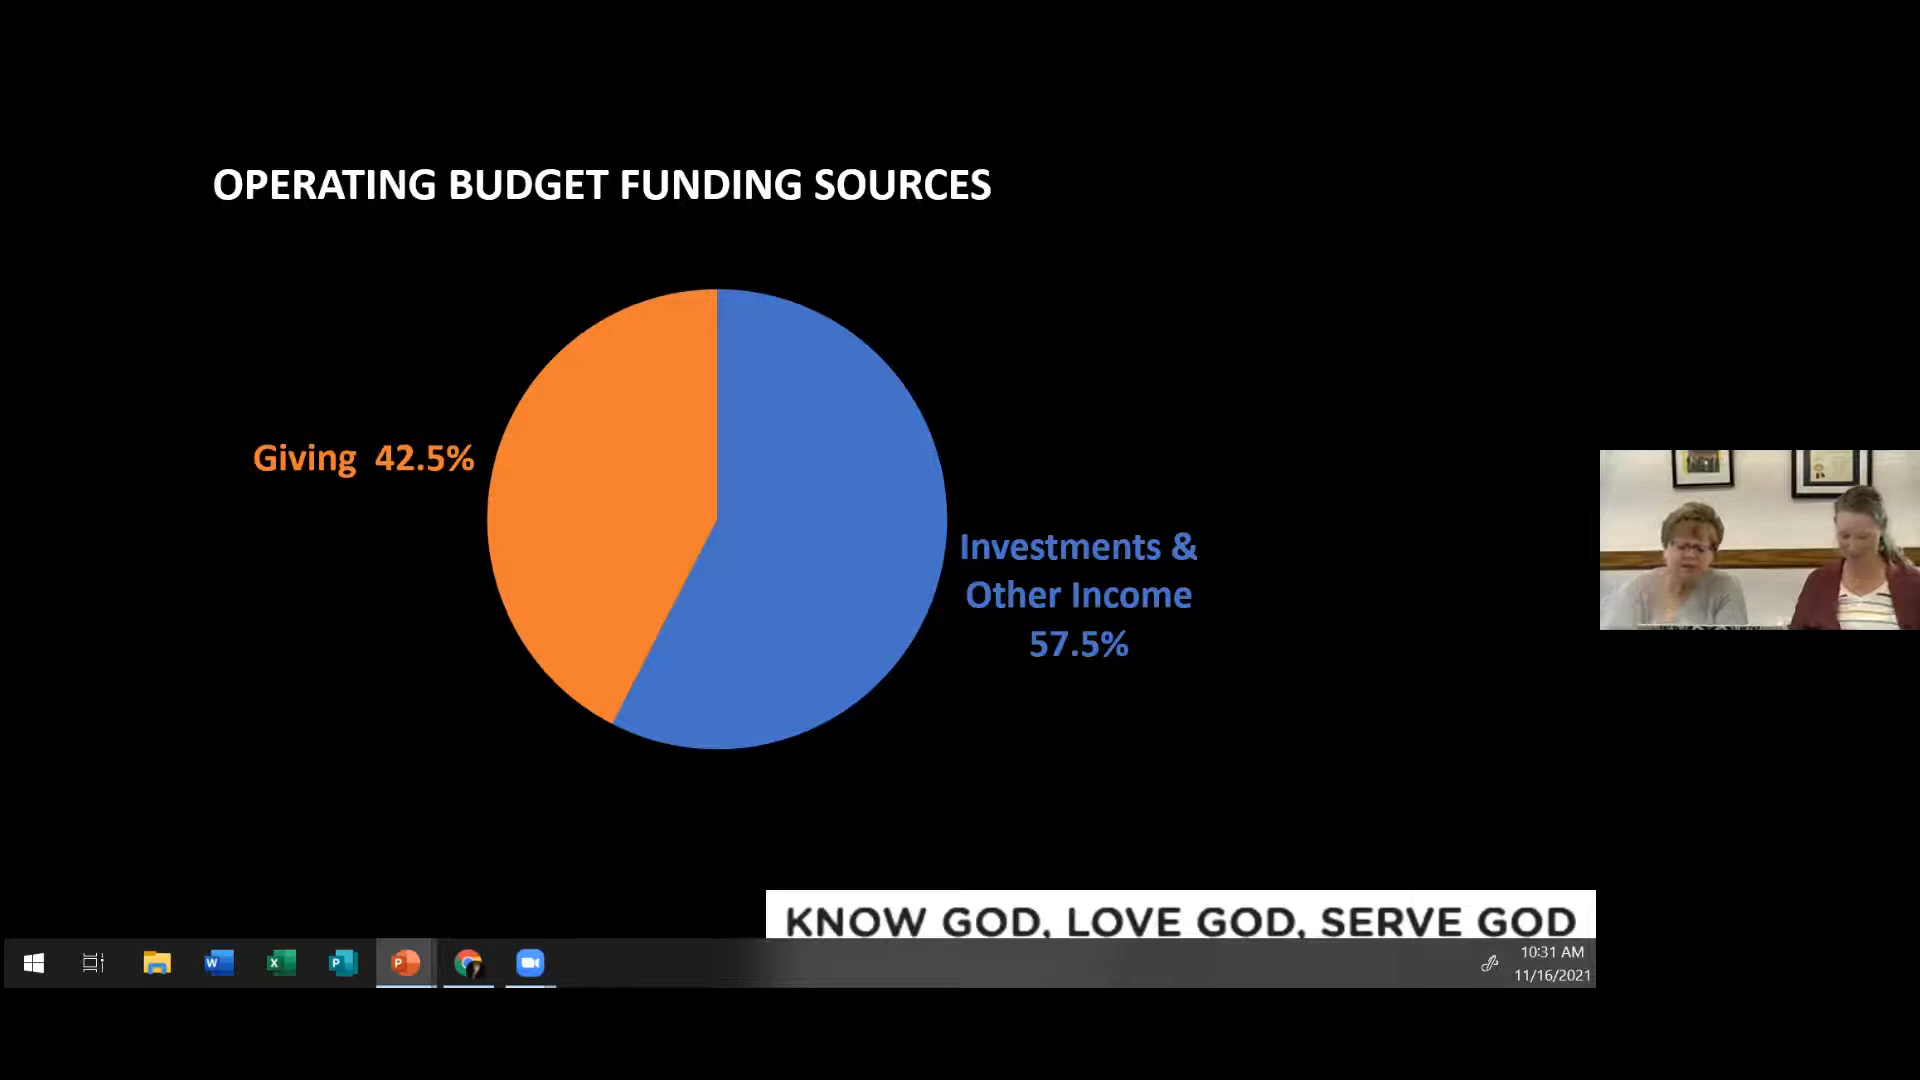 OPERATING BUDGET FUNDING SOURCES
Giving 42.5%
Investments &
Other Income
57.5%
KNOW GOD, LOVE GOD, SERVE GOD
W
X
P
P
10:31 AM
11/16/2021